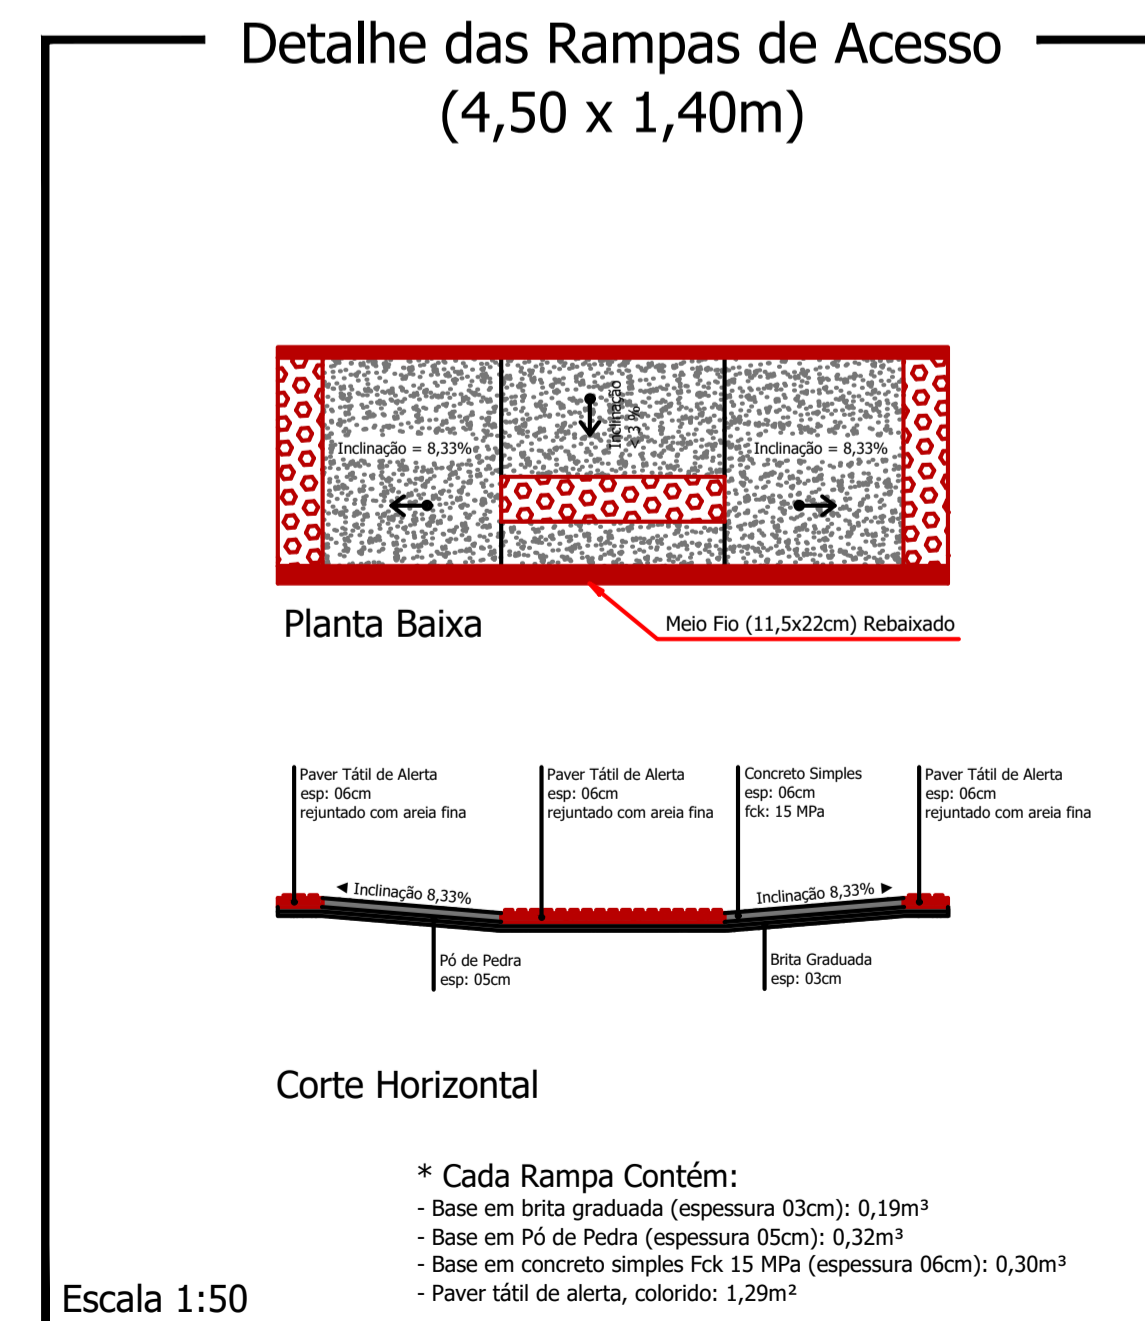 Detalhe das Rampas de Acesso
(4,50 x 1,40m)
Inclinação = 8,33%
Inclinação
< 3 %
Inclinação = 8,33%
Planta Baixa
Meio Fio (11,5x22cm) Rebaixado
Paver Tátil de Alerta
esp: 06cm
rejuntado com areia fina
Paver Tátil de Alerta
esp: 06cm
rejuntado com areia fina
Concreto Simples
esp: 06cm
fck: 15 MPa
Paver Tátil de Alerta
esp: 06cm
rejuntado com areia fina
Inclinação 8,33%
Inclinação 8,33%
Pó de Pedra
esp: 05cm
Brita Graduada
esp: 03cm
Corte Horizontal
* Cada Rampa Contém:
- Base em brita graduada (espessura 03cm): 0,19m³
- Base em Pó de Pedra (espessura 05cm): 0,32m³
- Base em concreto simples Fck 15 MPa (espessura 06cm): 0,30m³
- Paver tátil de alerta, colorido: 1,29m²
Escala 1:50